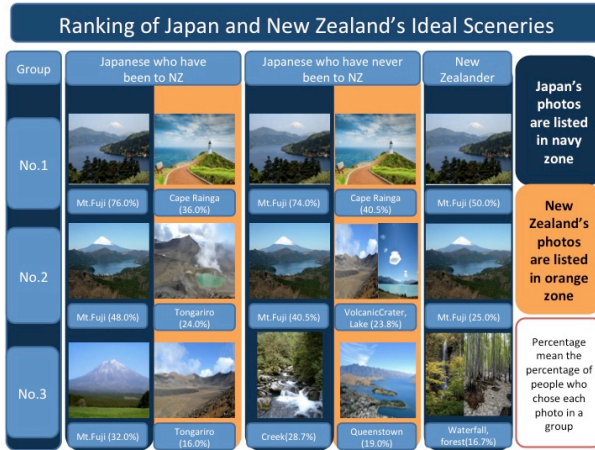 Ranking of Japan and New Zealand's Ideal Sceneries
Group
Japanese who have
been to NZ
Japanese who have never
been to NZ
New
Zealander
No.1
Mt.Fuji (76.0%)
Cape Rainga
(36.0%)
Mt.Fuji (74.0%)
Cape Rainga
(40.5%)
Mt.Fuji (50.0%)
No.2
Mt.Fuji (48.0%)
Tongariro
(24.0%)
Mt.Fuji (40.5%)
VolcanicCrater,
Lake (23.8%)
Mt.Fuji (25.0%)
No.3
Mt.Fuji (32.0%)
Tongariro
(16.0%)
Creek(28.7%)
Queenstown
(19.0%)
Waterfall,
forest(16.7%)
Japan's
photos
are listed
in navy
zone
New
Zealand's
photos
are listed
in orange
zone
Percentage
mean the
percentage of
people who
chose each
photo in a
group